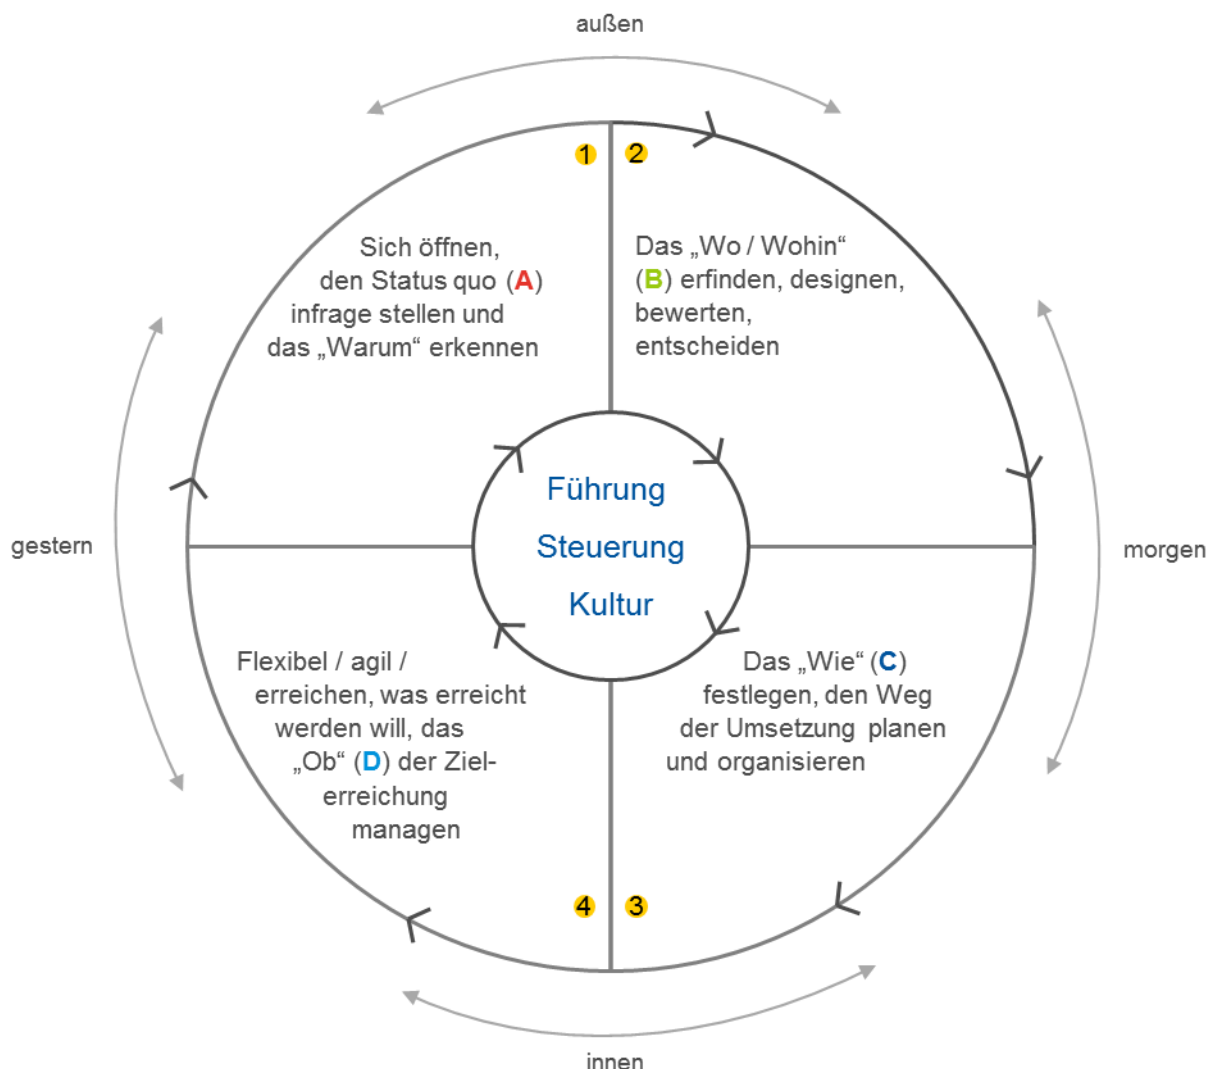 außen
1
2
Sich öffnen,
den Status quo (A)
infrage stellen und
das „Warum“ erkennen
Das „Wo / Wohin“
(B) erfinden, designen,
bewerten,
entscheiden
gestern
Führung
Steuerung
Kultur
morgen
Flexibel / agil /
erreichen, was erreicht
werden will, das
„Ob“ (D) der Ziel-
erreichung
managen
Das „Wie“ (C)
festlegen, den Weg
der Umsetzung planen
und organisieren
4
3
innen